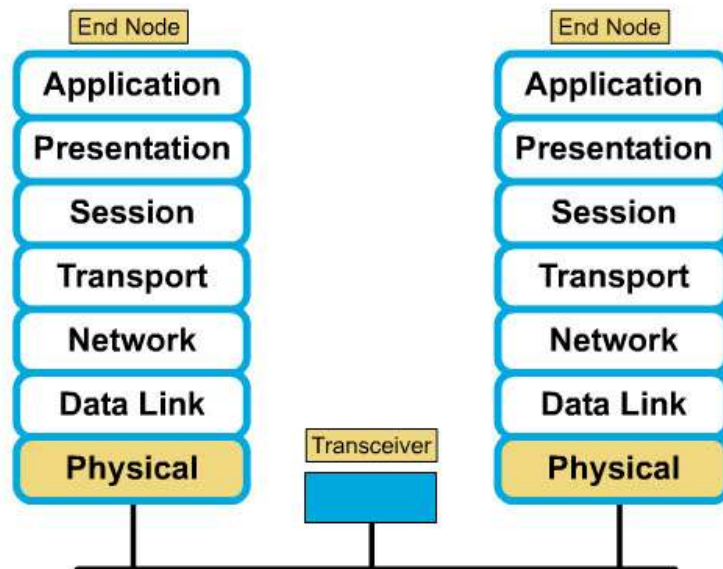 End Node
Application
Presentation
Session
Transport
Network
Data Link
Physical
Transceiver
End Node
Application
Presentation
Session
Transport
Network
Data Link
Physical